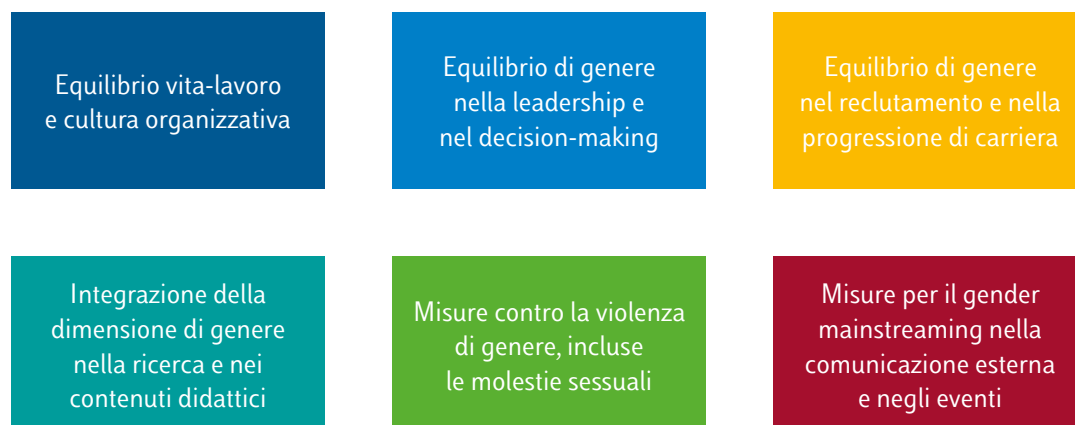 Equilibrio vita-lavoro
e cultura organizzativa
Equilibrio di genere
nella leadership e
nel decision-making
Equilibrio di genere
nel reclutamento e nella
progressione di carriera
Integrazione della
dimensione di genere
nella ricerca e nei
contenuti didattici
Misure contro la violenza
di genere, incluse
le molestie sessuali
Misure per il gender
mainstreaming nella
comunicazione esterna
e negli eventi